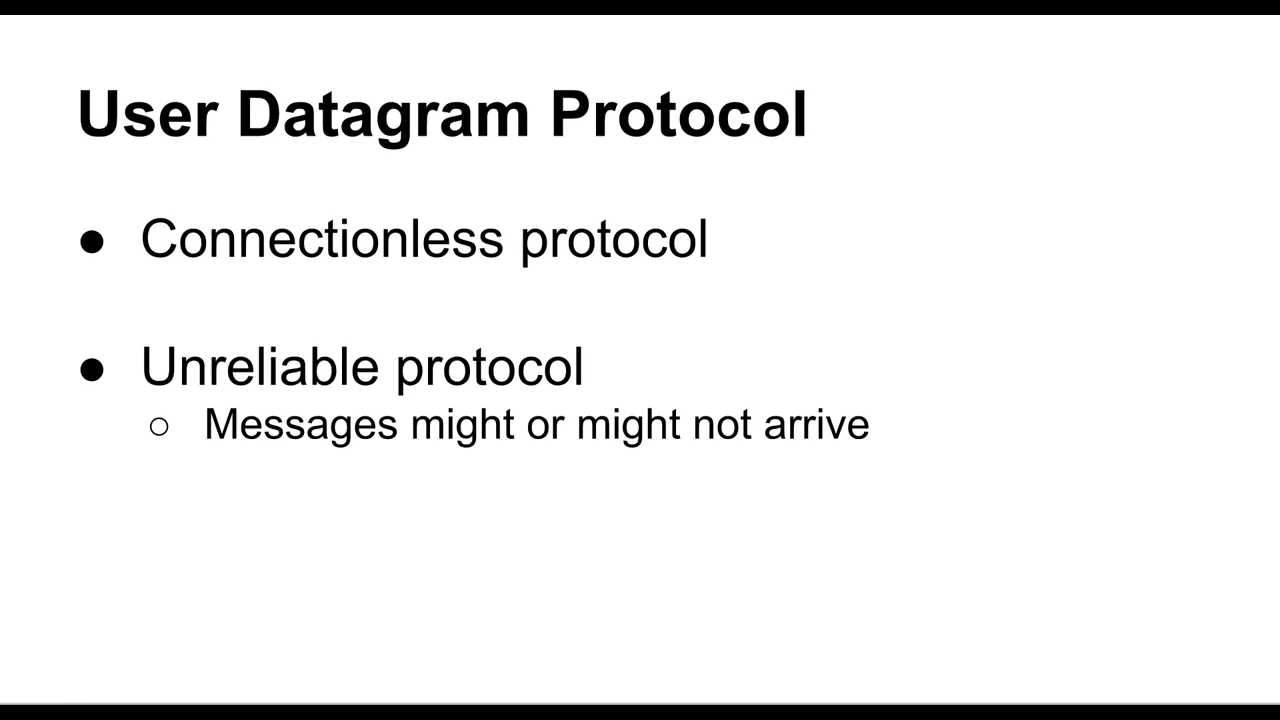 User Datagram Protocol
● Connectionless protocol
● Unreliable protocol
○ Messages might or might not arrive